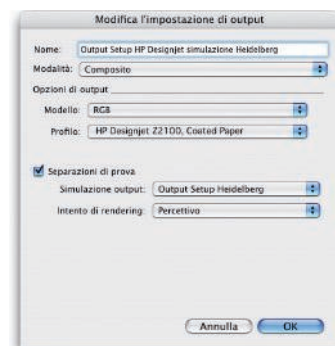 Modifica l'impostazione di output
Nome: Output Setup HP Designjet simulazione Heidelberg
Modalità: Composito
Opzioni di output
Modello: RGB
Profilo: HP Designjet Z2100, Coated Paper
Separazioni di prova
Simulazione output: Output Setup Heidelberg
Intento di rendering: Percettivo
Annulla OK